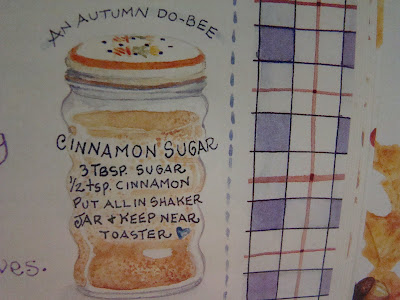 AN AUTUMN DO-BEE
CINNAMON SUGAR
3 TBSP. SUGAR
1/2 tsp. CINNAMON
PUT ALL IN SHAKER
JAR & KEEP NEAR
TOASTER